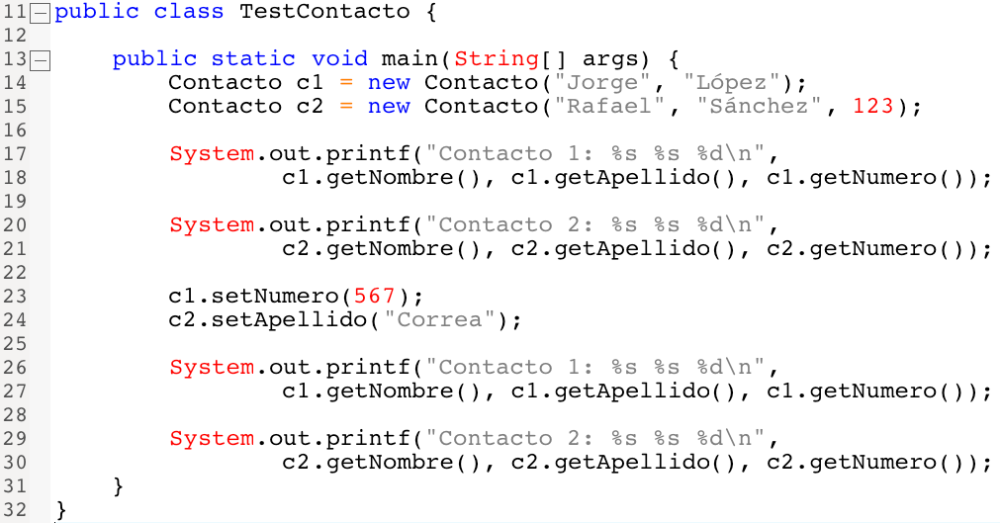 11 public class TestContacto {
12
13     public static void main(String[] args) {
14         Contacto c1 = new Contacto("Jorge", "López");
15         Contacto c2 = new Contacto("Rafael", "Sánchez", 123);
16
17         System.out.printf("Contacto 1: %s %s %d\n",
18                 c1.getNombre(), c1.getApellido(), c1.getNumero());
19
20         System.out.printf("Contacto 2: %s %s %d\n",
21                 c2.getNombre(), c2.getApellido(), c2.getNumero());
22
23         c1.setNumero(567);
24         c2.setApellido("Correa");
25
26         System.out.printf("Contacto 1: %s %s %d\n",
27                 c1.getNombre(), c1.getApellido(), c1.getNumero());
28
29         System.out.printf("Contacto 2: %s %s %d\n",
30                 c2.getNombre(), c2.getApellido(), c2.getNumero());
31     }
32 }